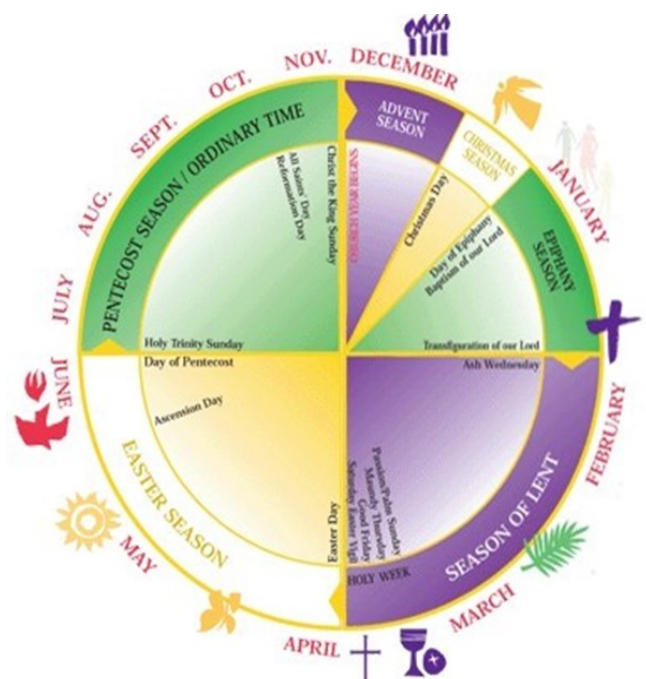 NOV.
DECEMBER
OCT.
SEPT.
AUG.
JULY
JUNE
MAY
APRIL
MARCH
FEBRUARY
JANUARY
ADVENT
SEASON
CHRISTMAS
SEASON
EPIPHANY
SEASON
SEASON OF LENT
HOLY WEEK
EASTER SEASON
PENTECOST SEASON / ORDINARY TIME
CHURCH YEAR BEGINS
Christmas Day
Day of Epiphany
Baptism of our Lord
Transfiguration of our Lord
Ash Wednesday
Passion/Palm Sunday
Maundy Thursday
Good Friday
Saturday Easter Vigil
Easter Day
Ascension Day
Day of Pentecost
Holy Trinity Sunday
Reformation Day
All Saints' Day
Christ the King Sunday